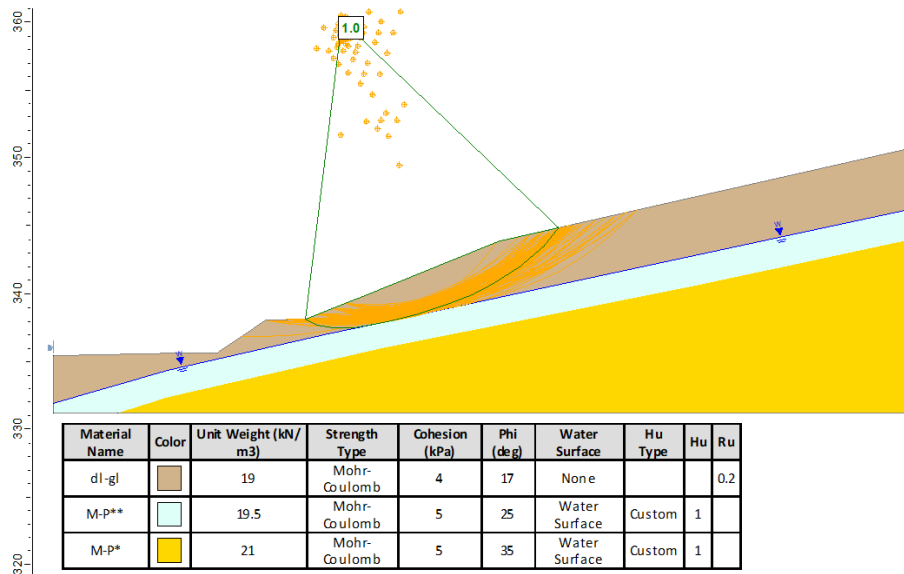 360
1.0
350
W
340
W
330
Material Name Color Unit Weight (kN/m3) Strength Type Cohesion (kPa) Phi (deg) Water Surface Hu Type Hu Ru
dl-gl 19 Mohr-Coulomb 4 17 None 0.2
M-P** 19.5 Mohr-Coulomb 5 25 Water Surface Custom 1
M-P* 21 Mohr-Coulomb 5 35 Water Surface Custom 1
320